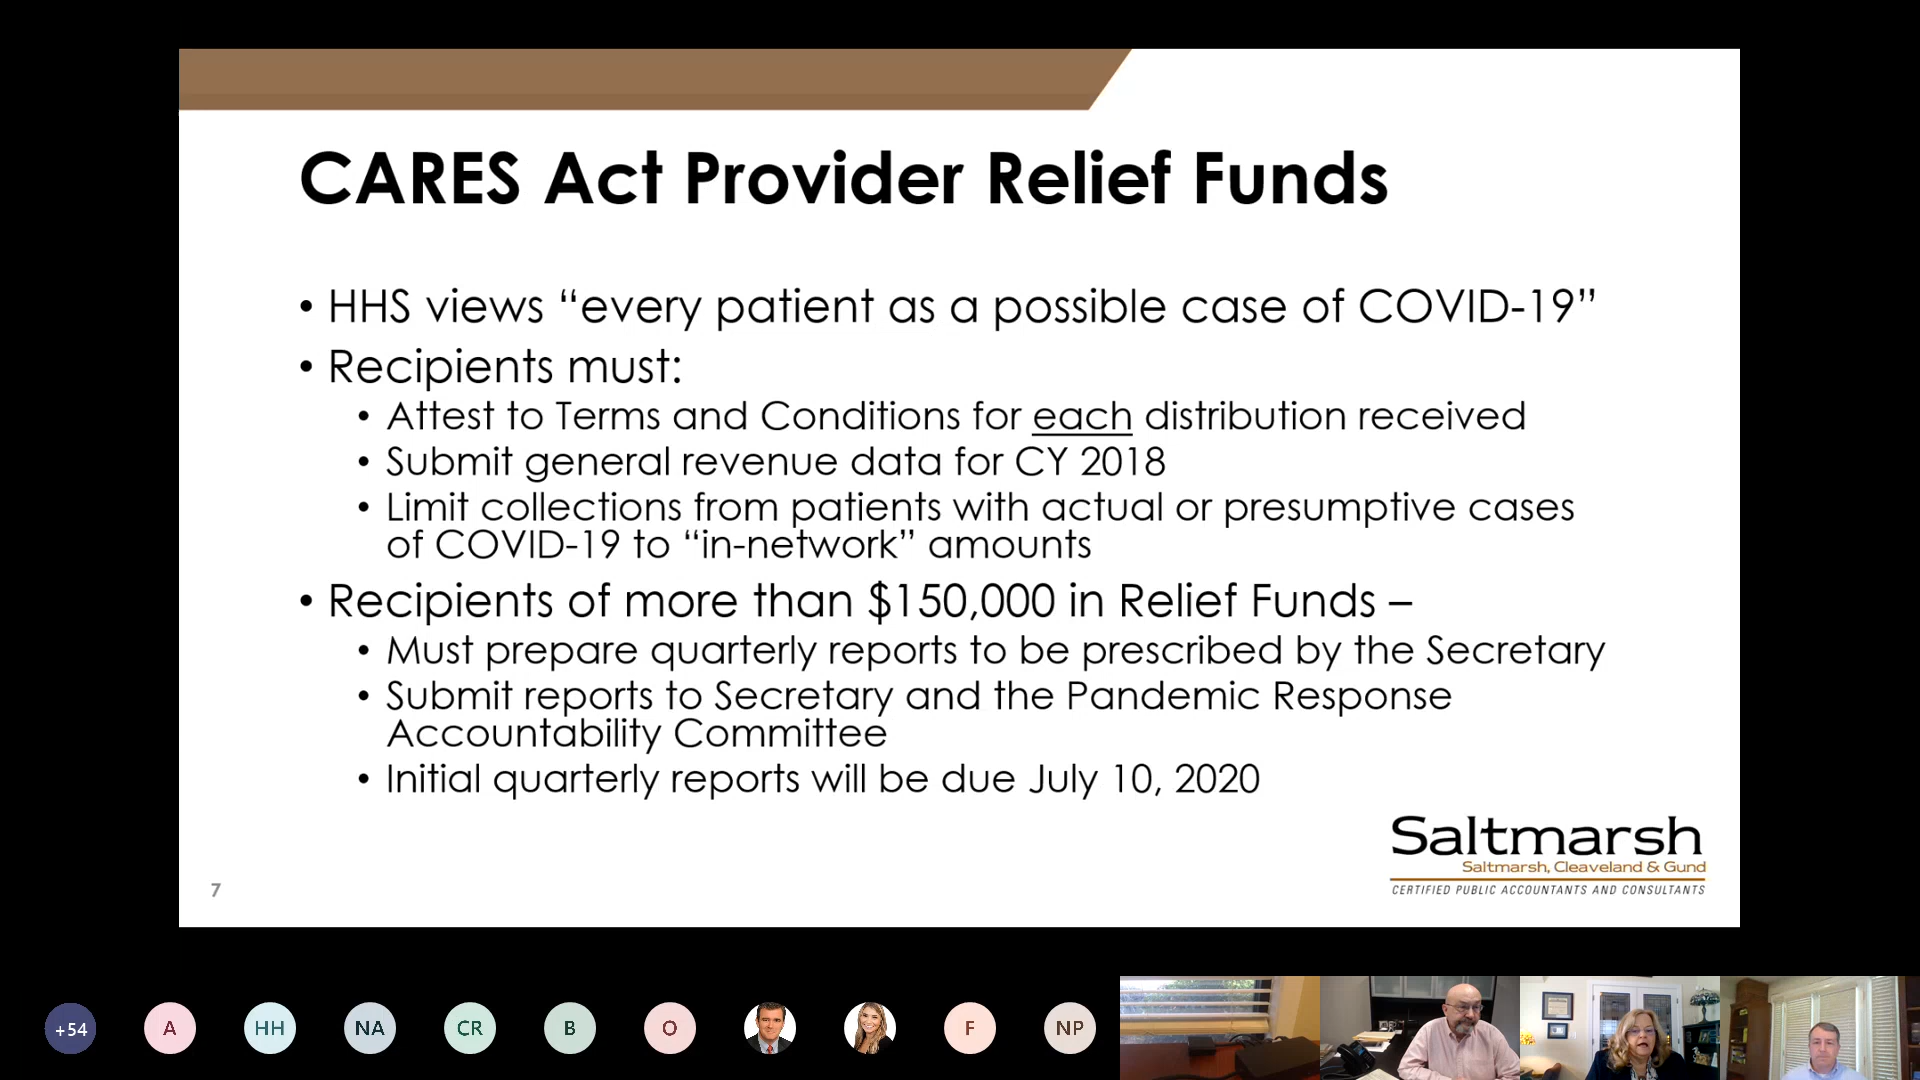 CARES Act Provider Relief Funds
• HHS views “every patient as a possible case of COVID-19”
• Recipients must:
• Attest to Terms and Conditions for each distribution received
• Submit general revenue data for CY 2018
• Limit collections from patients with actual or presumptive cases
of COVID-19 to “in-network” amounts
• Recipients of more than $150,000 in Relief Funds –
• Must prepare quarterly reports to be prescribed by the Secretary
• Submit reports to Secretary and the Pandemic Response
Accountability Committee
• Initial quarterly reports will be due July 10, 2020
Saltmarsh
Saltmarsh, Cleaveland & Gund
CERTIFIED PUBLIC ACCOUNTANTS AND CONSULTANTS
7
+54 A HH NA CR B O F NP